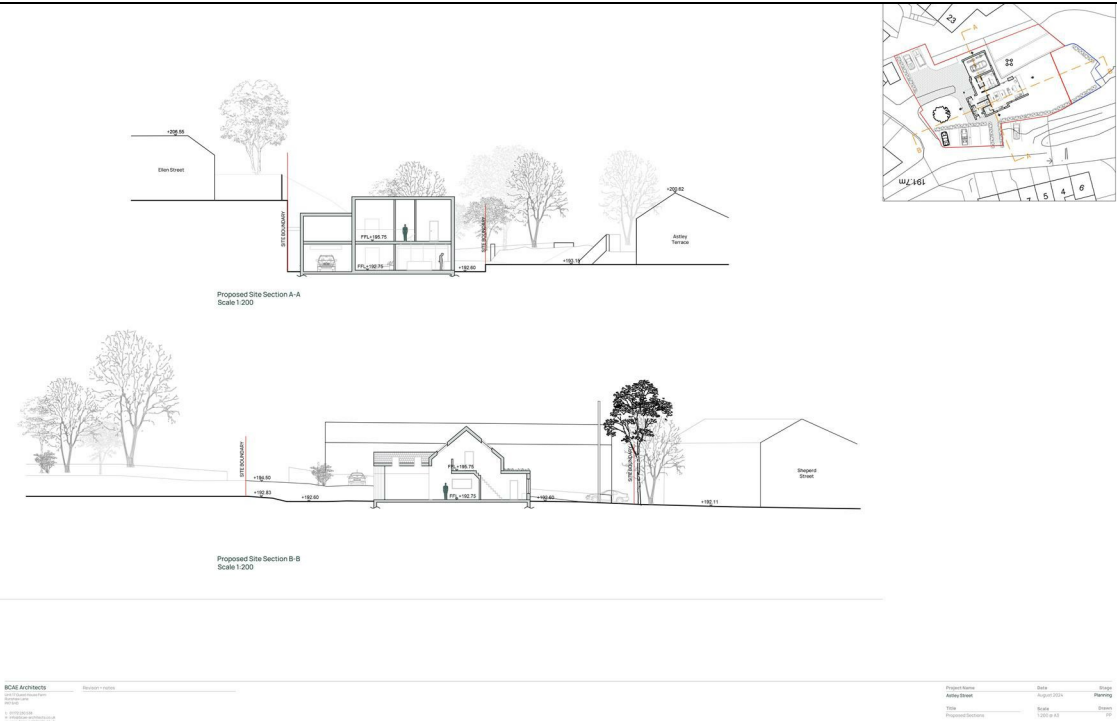 23
A
A
B
B
191.7m
7
5
4
6
+206.55
Ellen Street
SITE BOUNDARY
FFL+195.75
FFL+192.75
+192.60
SITE BOUNDARY
+192.11
+200.62
Astley
Terrace
Proposed Site Section A-A
Scale 1:200
SITE BOUNDARY
+192.83
+192.60
FFL+195.75
FFL+192.75
+192.60
SITE BOUNDARY
+192.11
Sheperd
Street
Proposed Site Section B-B
Scale 1:200
BCAE Architects
Revision + notes
Project Name
Astley Street
Date
August 2024
Stage
Planning
Title
Proposed Sections
Scale
1:200 @ A3
Drawn
PP